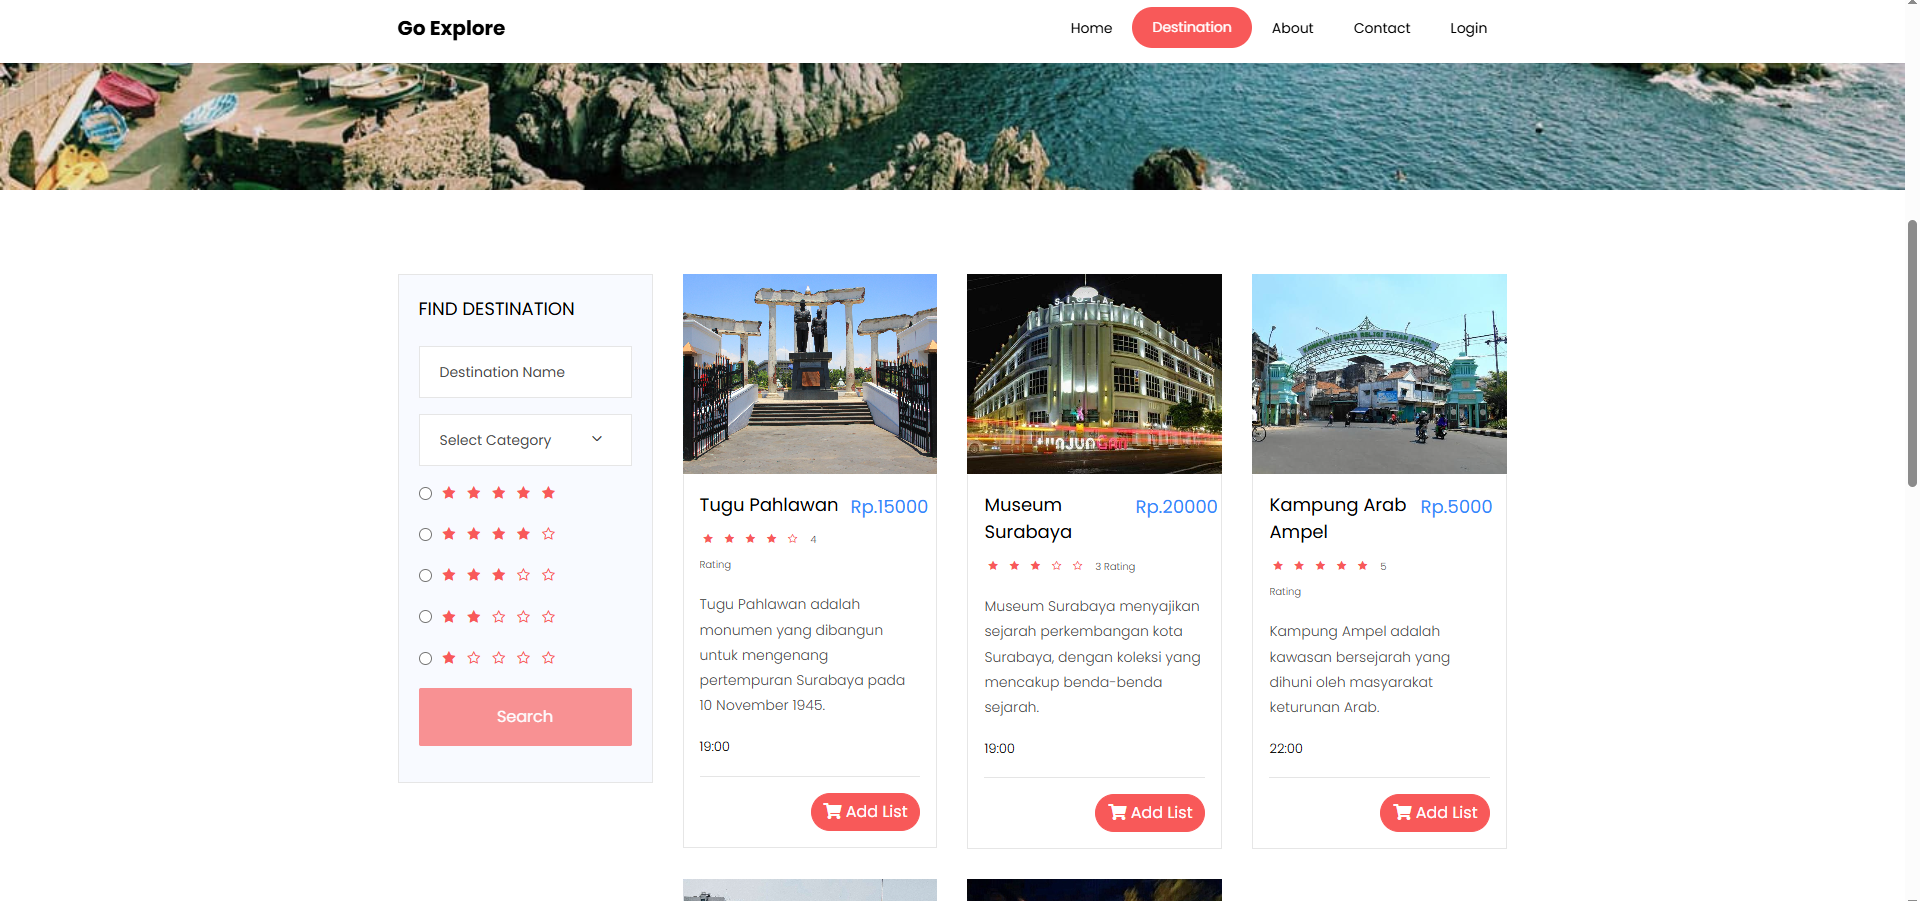 Go Explore
Home
Destination
About
Contact
Login
FIND DESTINATION
Destination Name
Select Category
Search
Tugu Pahlawan
Rp.15000
4
Rating
Tugu Pahlawan adalah
monumen yang dibangun
untuk mengenang
pertempuran Surabaya pada
10 November 1945.
19:00
Add List
SIOLA
TUNJUNGAN
Museum
Surabaya
Rp.20000
3 Rating
Museum Surabaya menyajikan
sejarah perkembangan kota
Surabaya, dengan koleksi yang
mencakup benda-benda
sejarah.
19:00
Add List
Kampung Arab
Ampel
Rp.5000
5
Rating
Kampung Ampel adalah
kawasan bersejarah yang
dihuni oleh masyarakat
keturunan Arab.
22:00
Add List